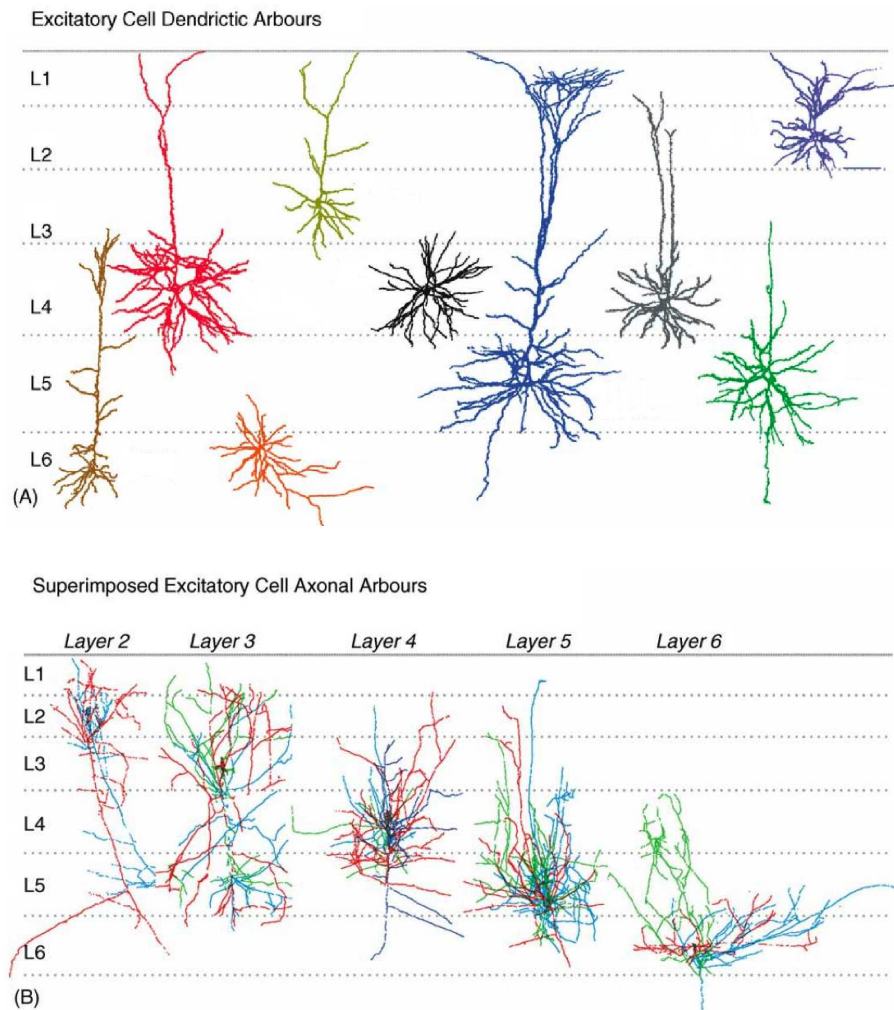 Excitatory Cell Dendrictic Arbours
L1
L2
L3
L4
L5
L6
(A)
Superimposed Excitatory Cell Axonal Arbours
Layer 2 Layer 3 Layer 4 Layer 5 Layer 6
L1
L2
L3
L4
L5
L6
(B)